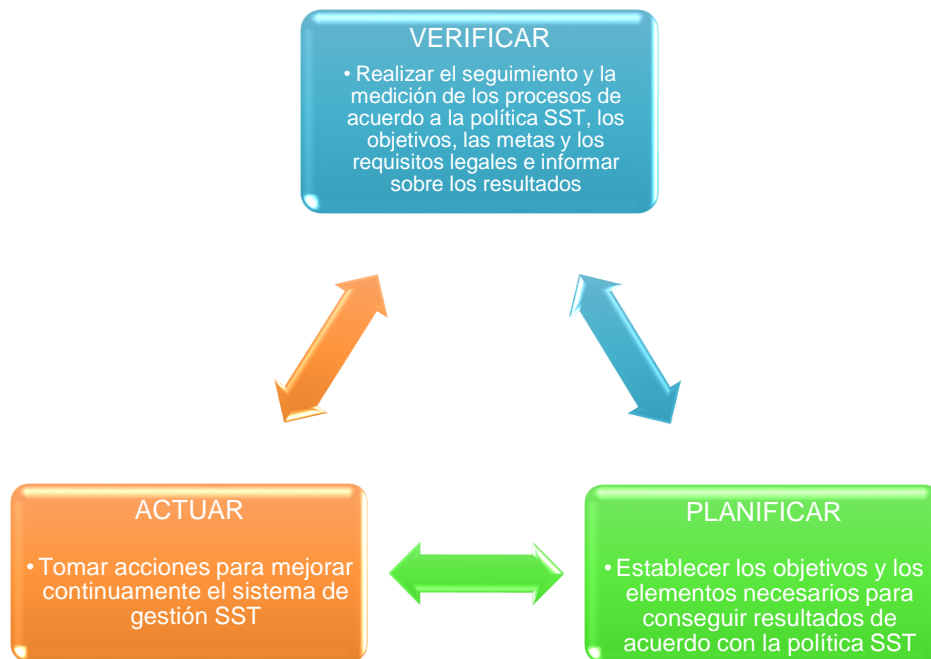 VERIFICAR
• Realizar el seguimiento y la
medición de los procesos de
acuerdo a la política SST, los
objetivos, las metas y los
requisitos legales e informar
sobre los resultados
ACTUAR
• Tomar acciones para mejorar
continuamente el sistema de
gestión SST
PLANIFICAR
• Establecer los objetivos y los
elementos necesarios para
conseguir resultados de
acuerdo con la política SST